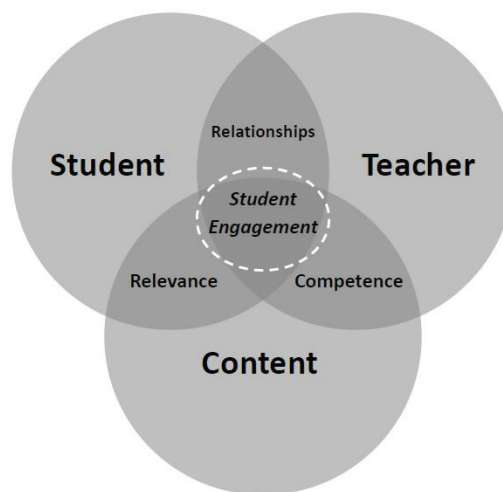 Relationships
Student
Teacher
Student
Engagement
Relevance
Competence
Content